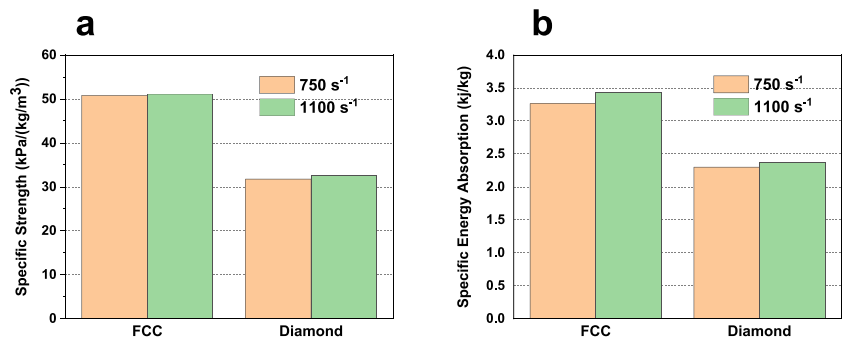 a
Specific Strength (kPa/(kg/m³))
60
50
40
30
20
10
0
750 s⁻¹
1100 s⁻¹
FCC
Diamond
b
Specific Energy Absorption (kj/kg)
4.0
3.5
3.0
2.5
2.0
1.5
1.0
0.5
0.0
750 s⁻¹
1100 s⁻¹
FCC
Diamond